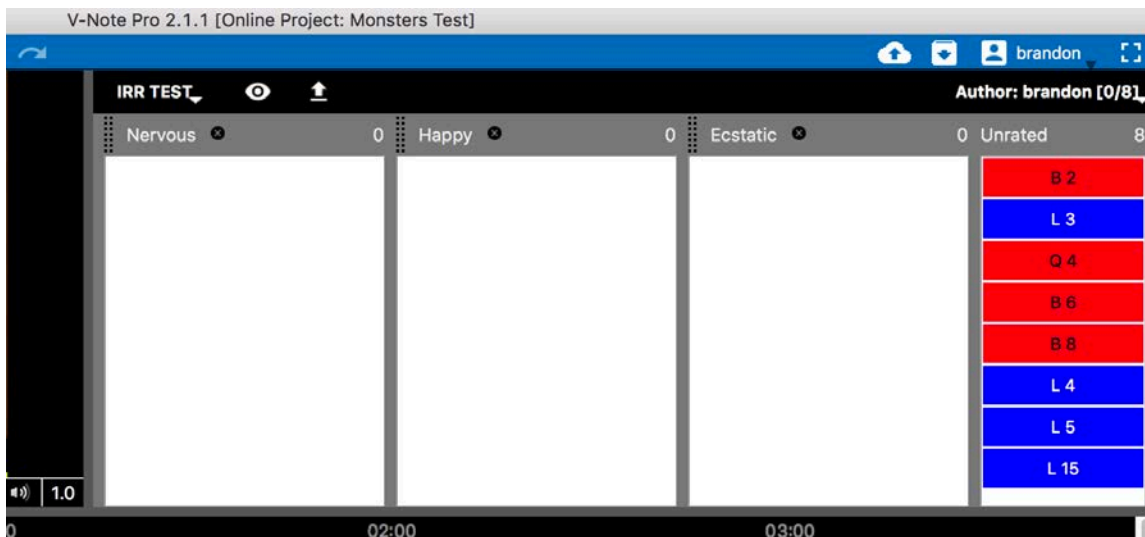 V-Note Pro 2.1.1 [Online Project: Monsters Test]
brandon
IRR TEST
Author: brandon [0/8]
Nervous 0 Happy 0 Ecstatic 0 Unrated 8
B 2
L 3
Q 4
B 6
B 8
L 4
L 5
L 15
1.0
0 02:00 03:00